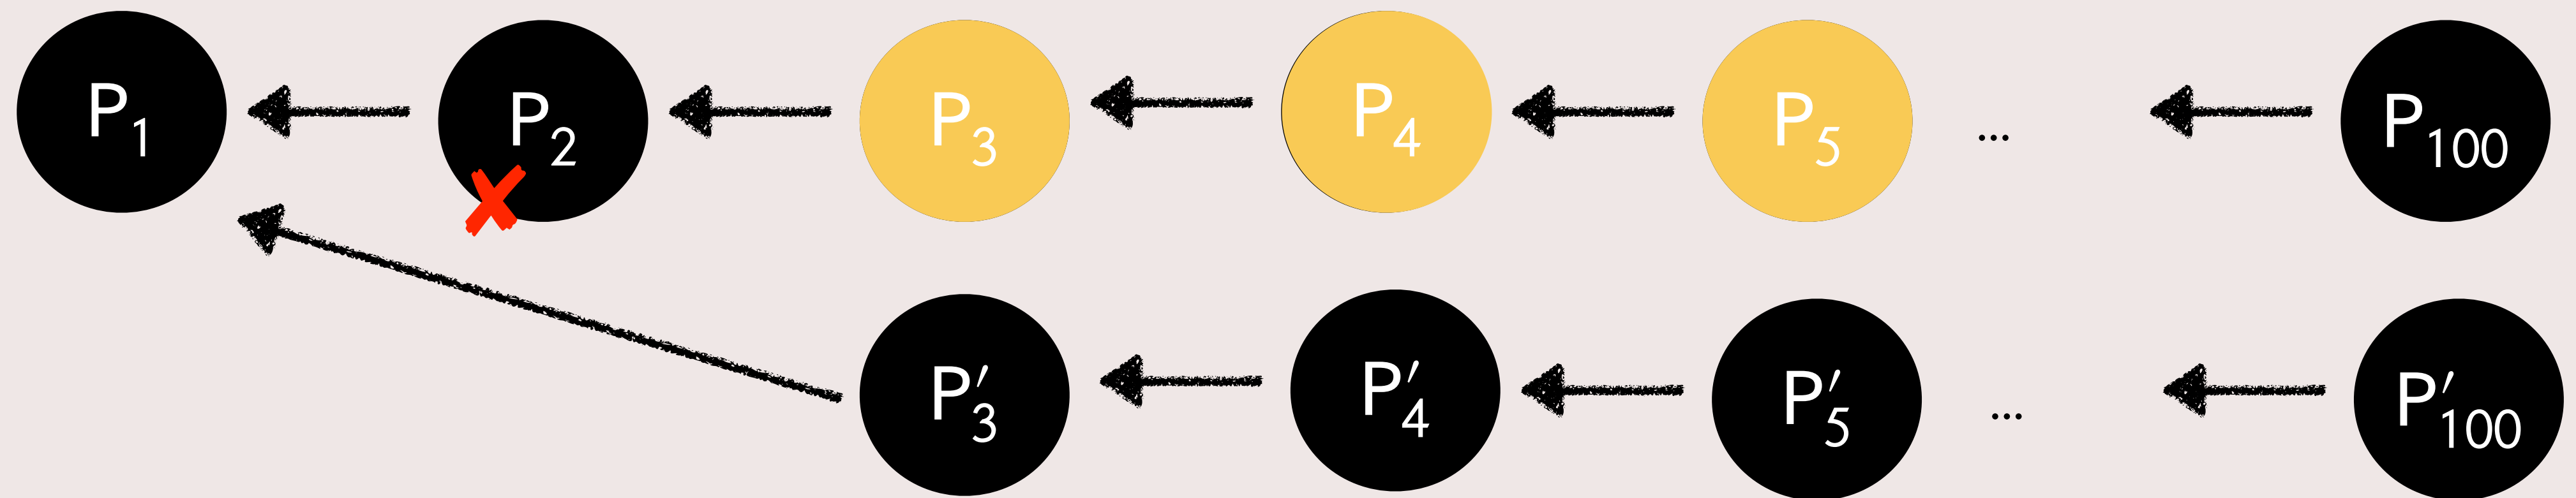 P₁ P₂ P₃ P₄ P₅ ... P₁₀₀
P′₃ P′₄ P′₅ ... P′₁₀₀